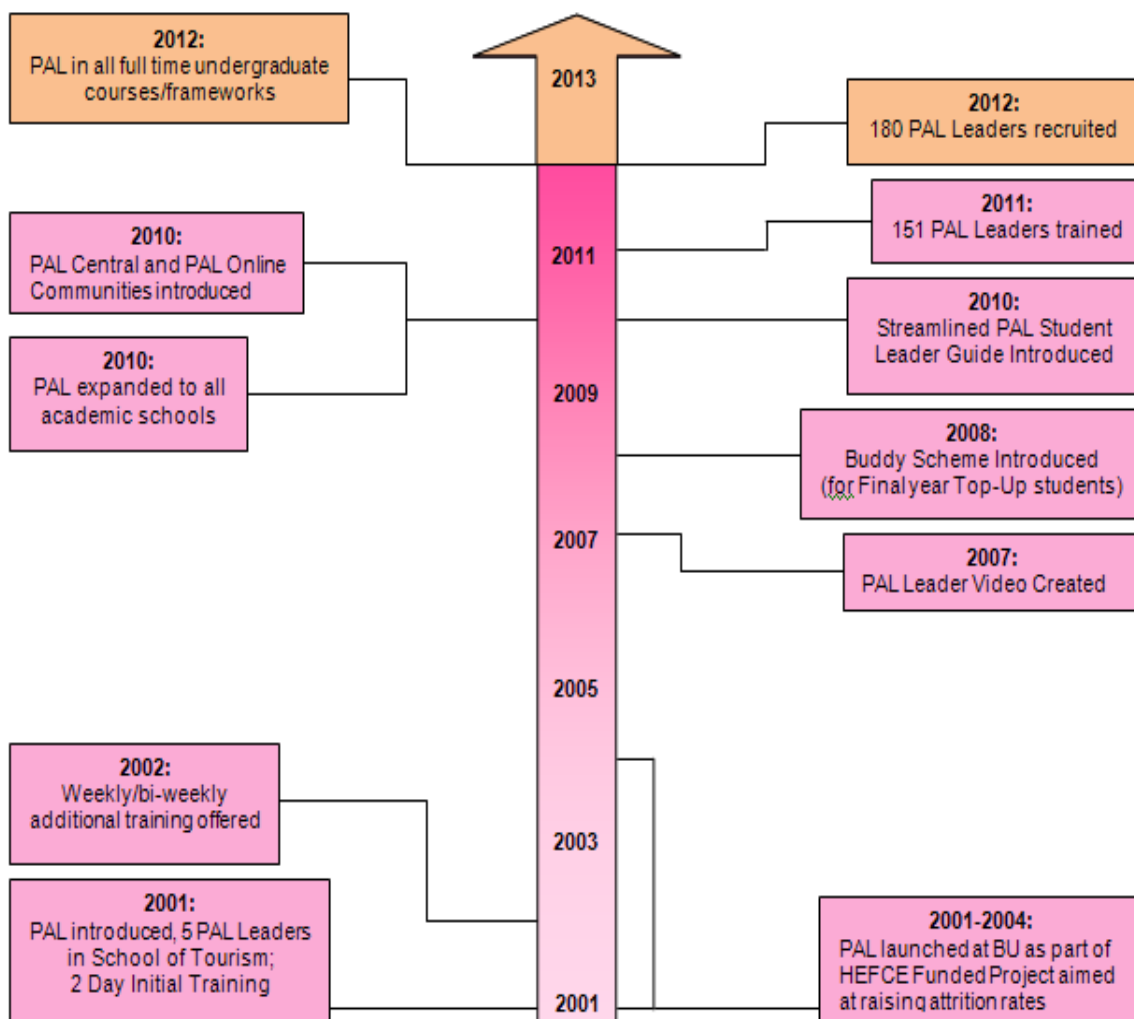 2012:
PAL in all full time undergraduate
courses/frameworks
2013
2012:
180 PAL Leaders recruited
2011:
151 PAL Leaders trained
2010:
PAL Central and PAL Online
Communities introduced
2011
2010:
Streamlined PAL Student
Leader Guide Introduced
2010:
PAL expanded to all
academic schools
2009
2008:
Buddy Scheme Introduced
(for Final year Top-Up students)
2007
2007:
PAL Leader Video Created
2005
2002:
Weekly/bi-weekly
additional training offered
2003
2001:
PAL introduced, 5 PAL Leaders
in School of Tourism;
2 Day Initial Training
2001
2001-2004:
PAL launched at BU as part of
HEFCE Funded Project aimed
at raising attrition rates